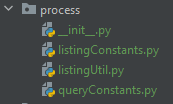 process
__init__.py
listingConstants.py
listingUtil.py
queryConstants.py